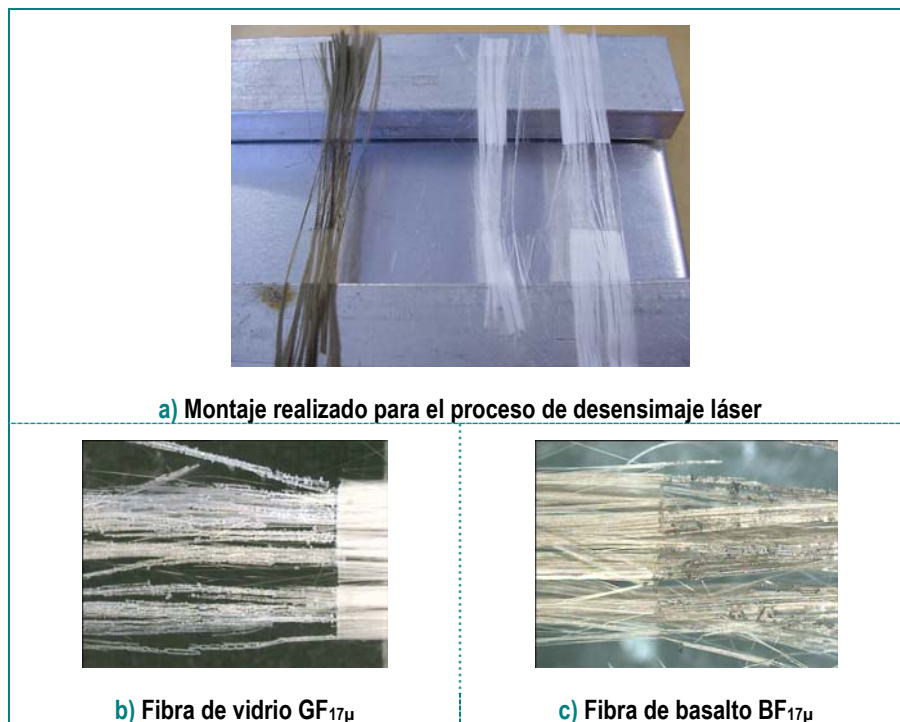 a) Montaje realizado para el proceso de desensimaje láser
b) Fibra de vidrio GF17µ
c) Fibra de basalto BF17µ